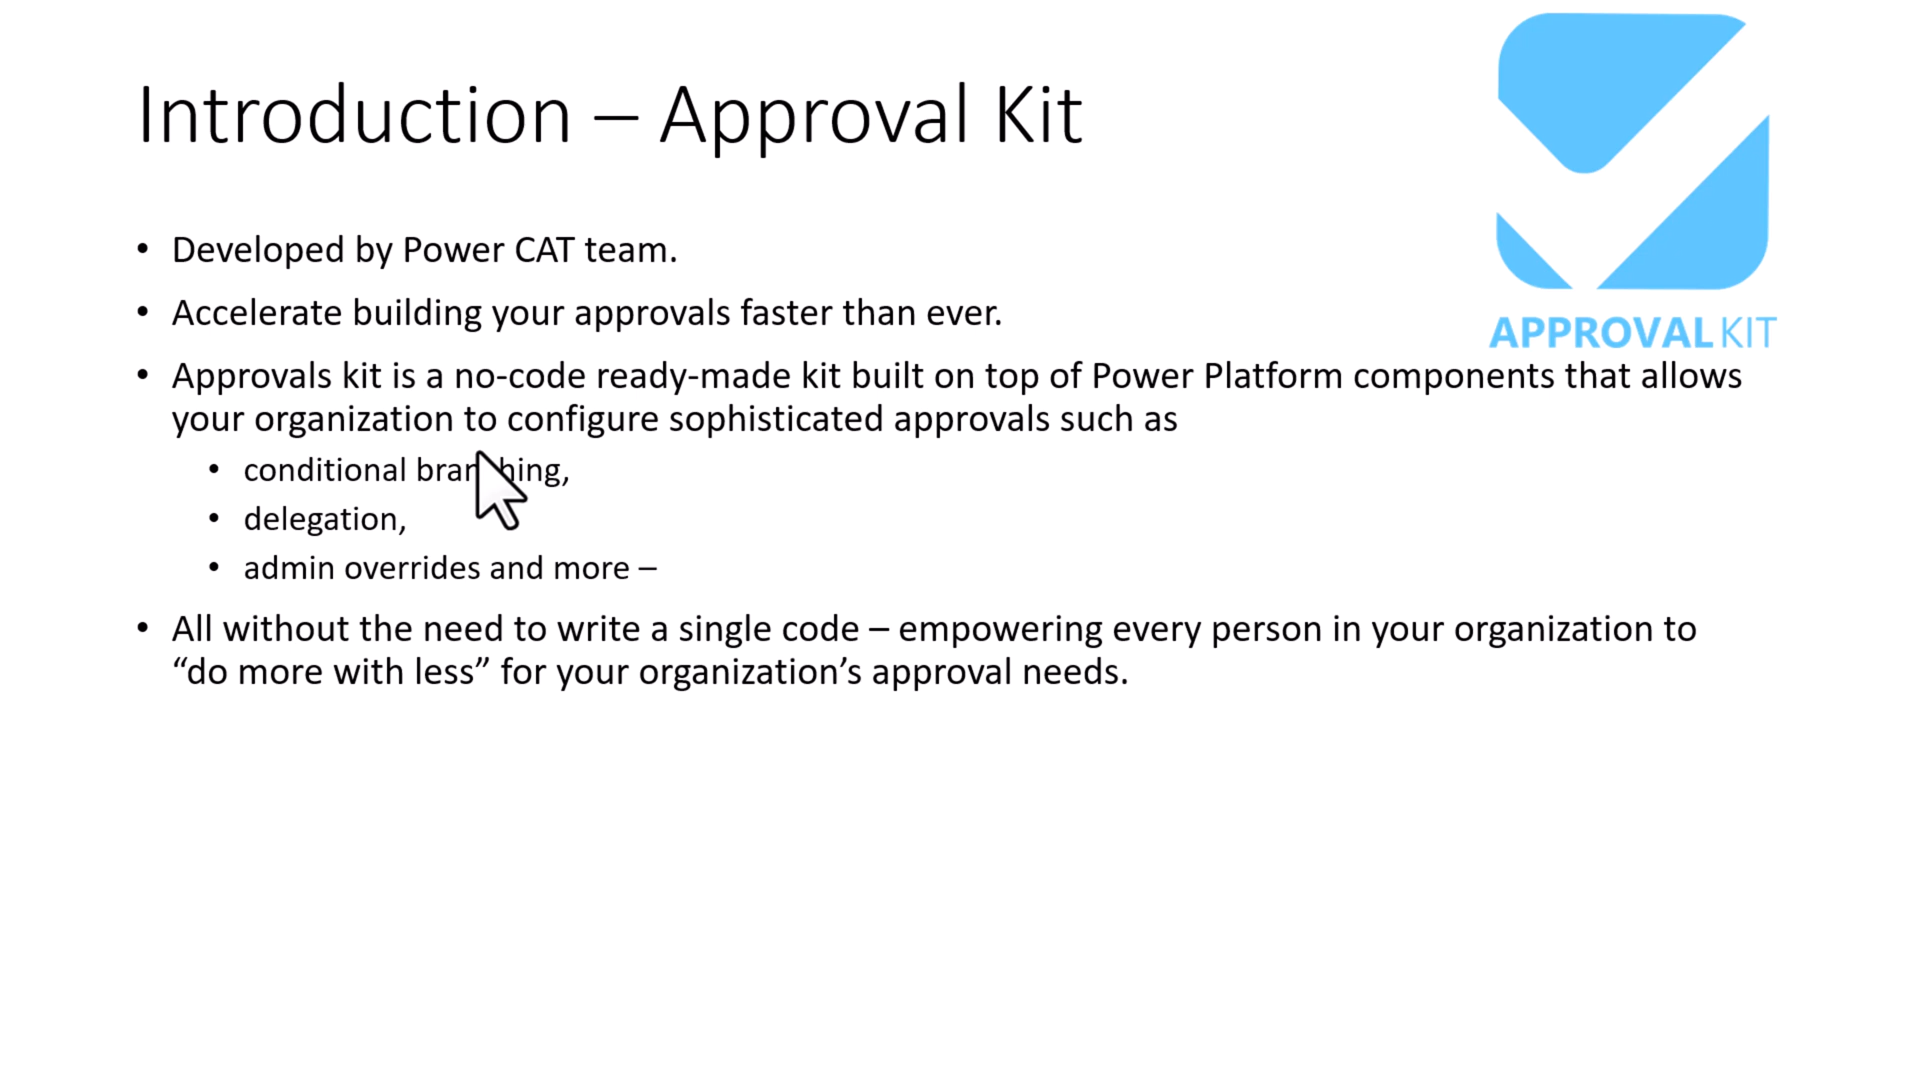 Introduction – Approval Kit
APPROVAL KIT
• Developed by Power CAT team.
• Accelerate building your approvals faster than ever.
• Approvals kit is a no-code ready-made kit built on top of Power Platform components that allows
your organization to configure sophisticated approvals such as
• conditional branching,
• delegation,
• admin overrides and more –
• All without the need to write a single code – empowering every person in your organization to
“do more with less” for your organization’s approval needs.